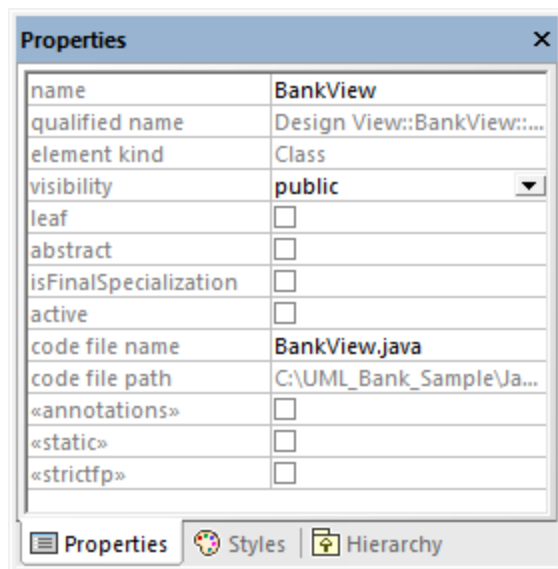 Properties
name BankView
qualified name Design View::BankView::...
element kind Class
visibility public
leaf
abstract
isFinalSpecialization
active
code file name BankView.java
code file path C:\UML_Bank_Sample\Ja...
«annotations»
«static»
«strictfp»
Properties Styles Hierarchy